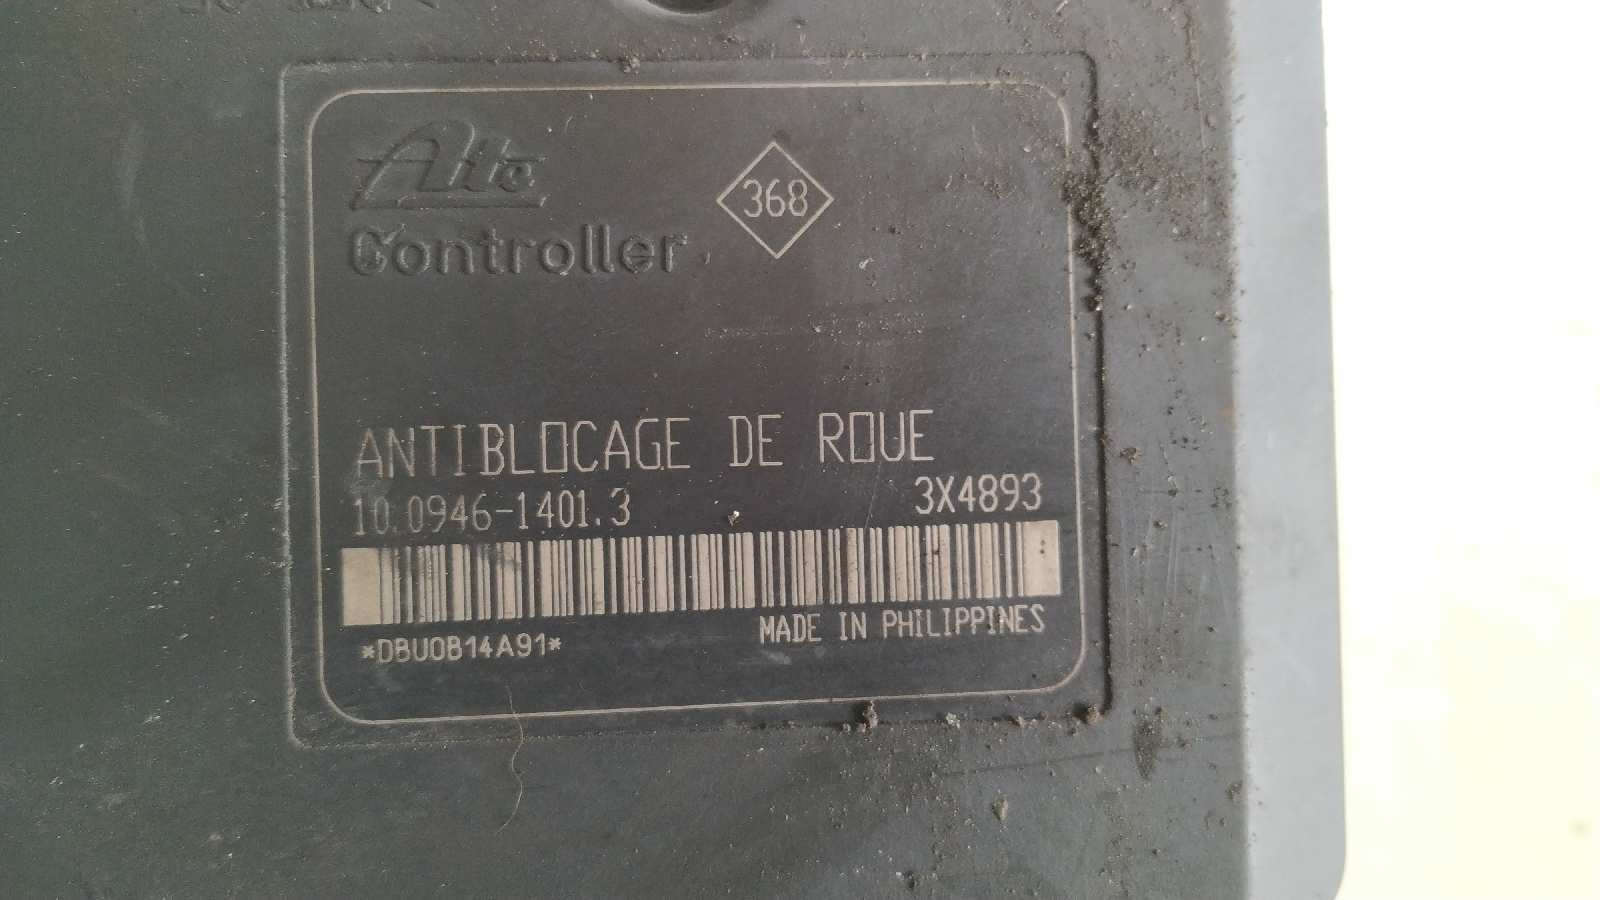 Ate
368
Controller
ANTIBLOCAGE DE ROUE
10.0946-1401.3 3X4893
*DBU0B14A91*
MADE IN PHILIPPINES